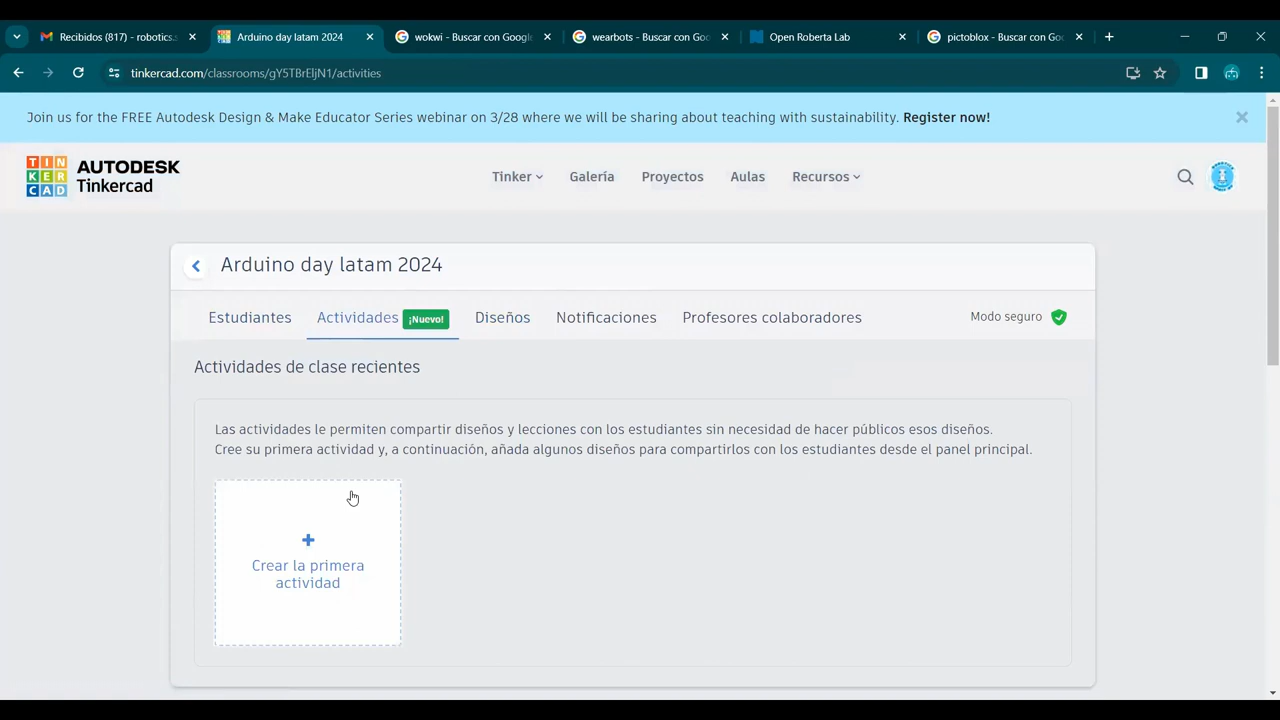 Recibidos (817) - robotics.
Arduino day latam 2024
wokwi - Buscar con Google
wearbots - Buscar con Goo
Open Roberta Lab
pictoblox - Buscar con Goo
tinkercad.com/classrooms/gY5TBrEljN1/activities
Join us for the FREE Autodesk Design & Make Educator Series webinar on 3/28 where we will be sharing about teaching with sustainability. Register now!
TIN
KER
CAD
AUTODESK
Tinkercad
Tinker
Galería
Proyectos
Aulas
Recursos
Arduino day latam 2024
Estudiantes
Actividades
¡Nuevo!
Diseños
Notificaciones
Profesores colaboradores
Modo seguro
Actividades de clase recientes
Las actividades le permiten compartir diseños y lecciones con los estudiantes sin necesidad de hacer públicos esos diseños.
Cree su primera actividad y, a continuación, añada algunos diseños para compartirlos con los estudiantes desde el panel principal.
+
Crear la primera
actividad